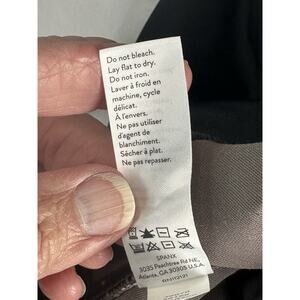 Do not bleach.
Lay flat to dry.
Do not iron.
Laver à froid en
machine, cycle
délicat.
À l'envers.
Ne pas utiliser
d'agent de
blanchiment.
Sécher à plat.
Ne pas repasser.
SPANX
3035 Peachtree Rd NE,
Atlanta, GA 30305 U.S.A.